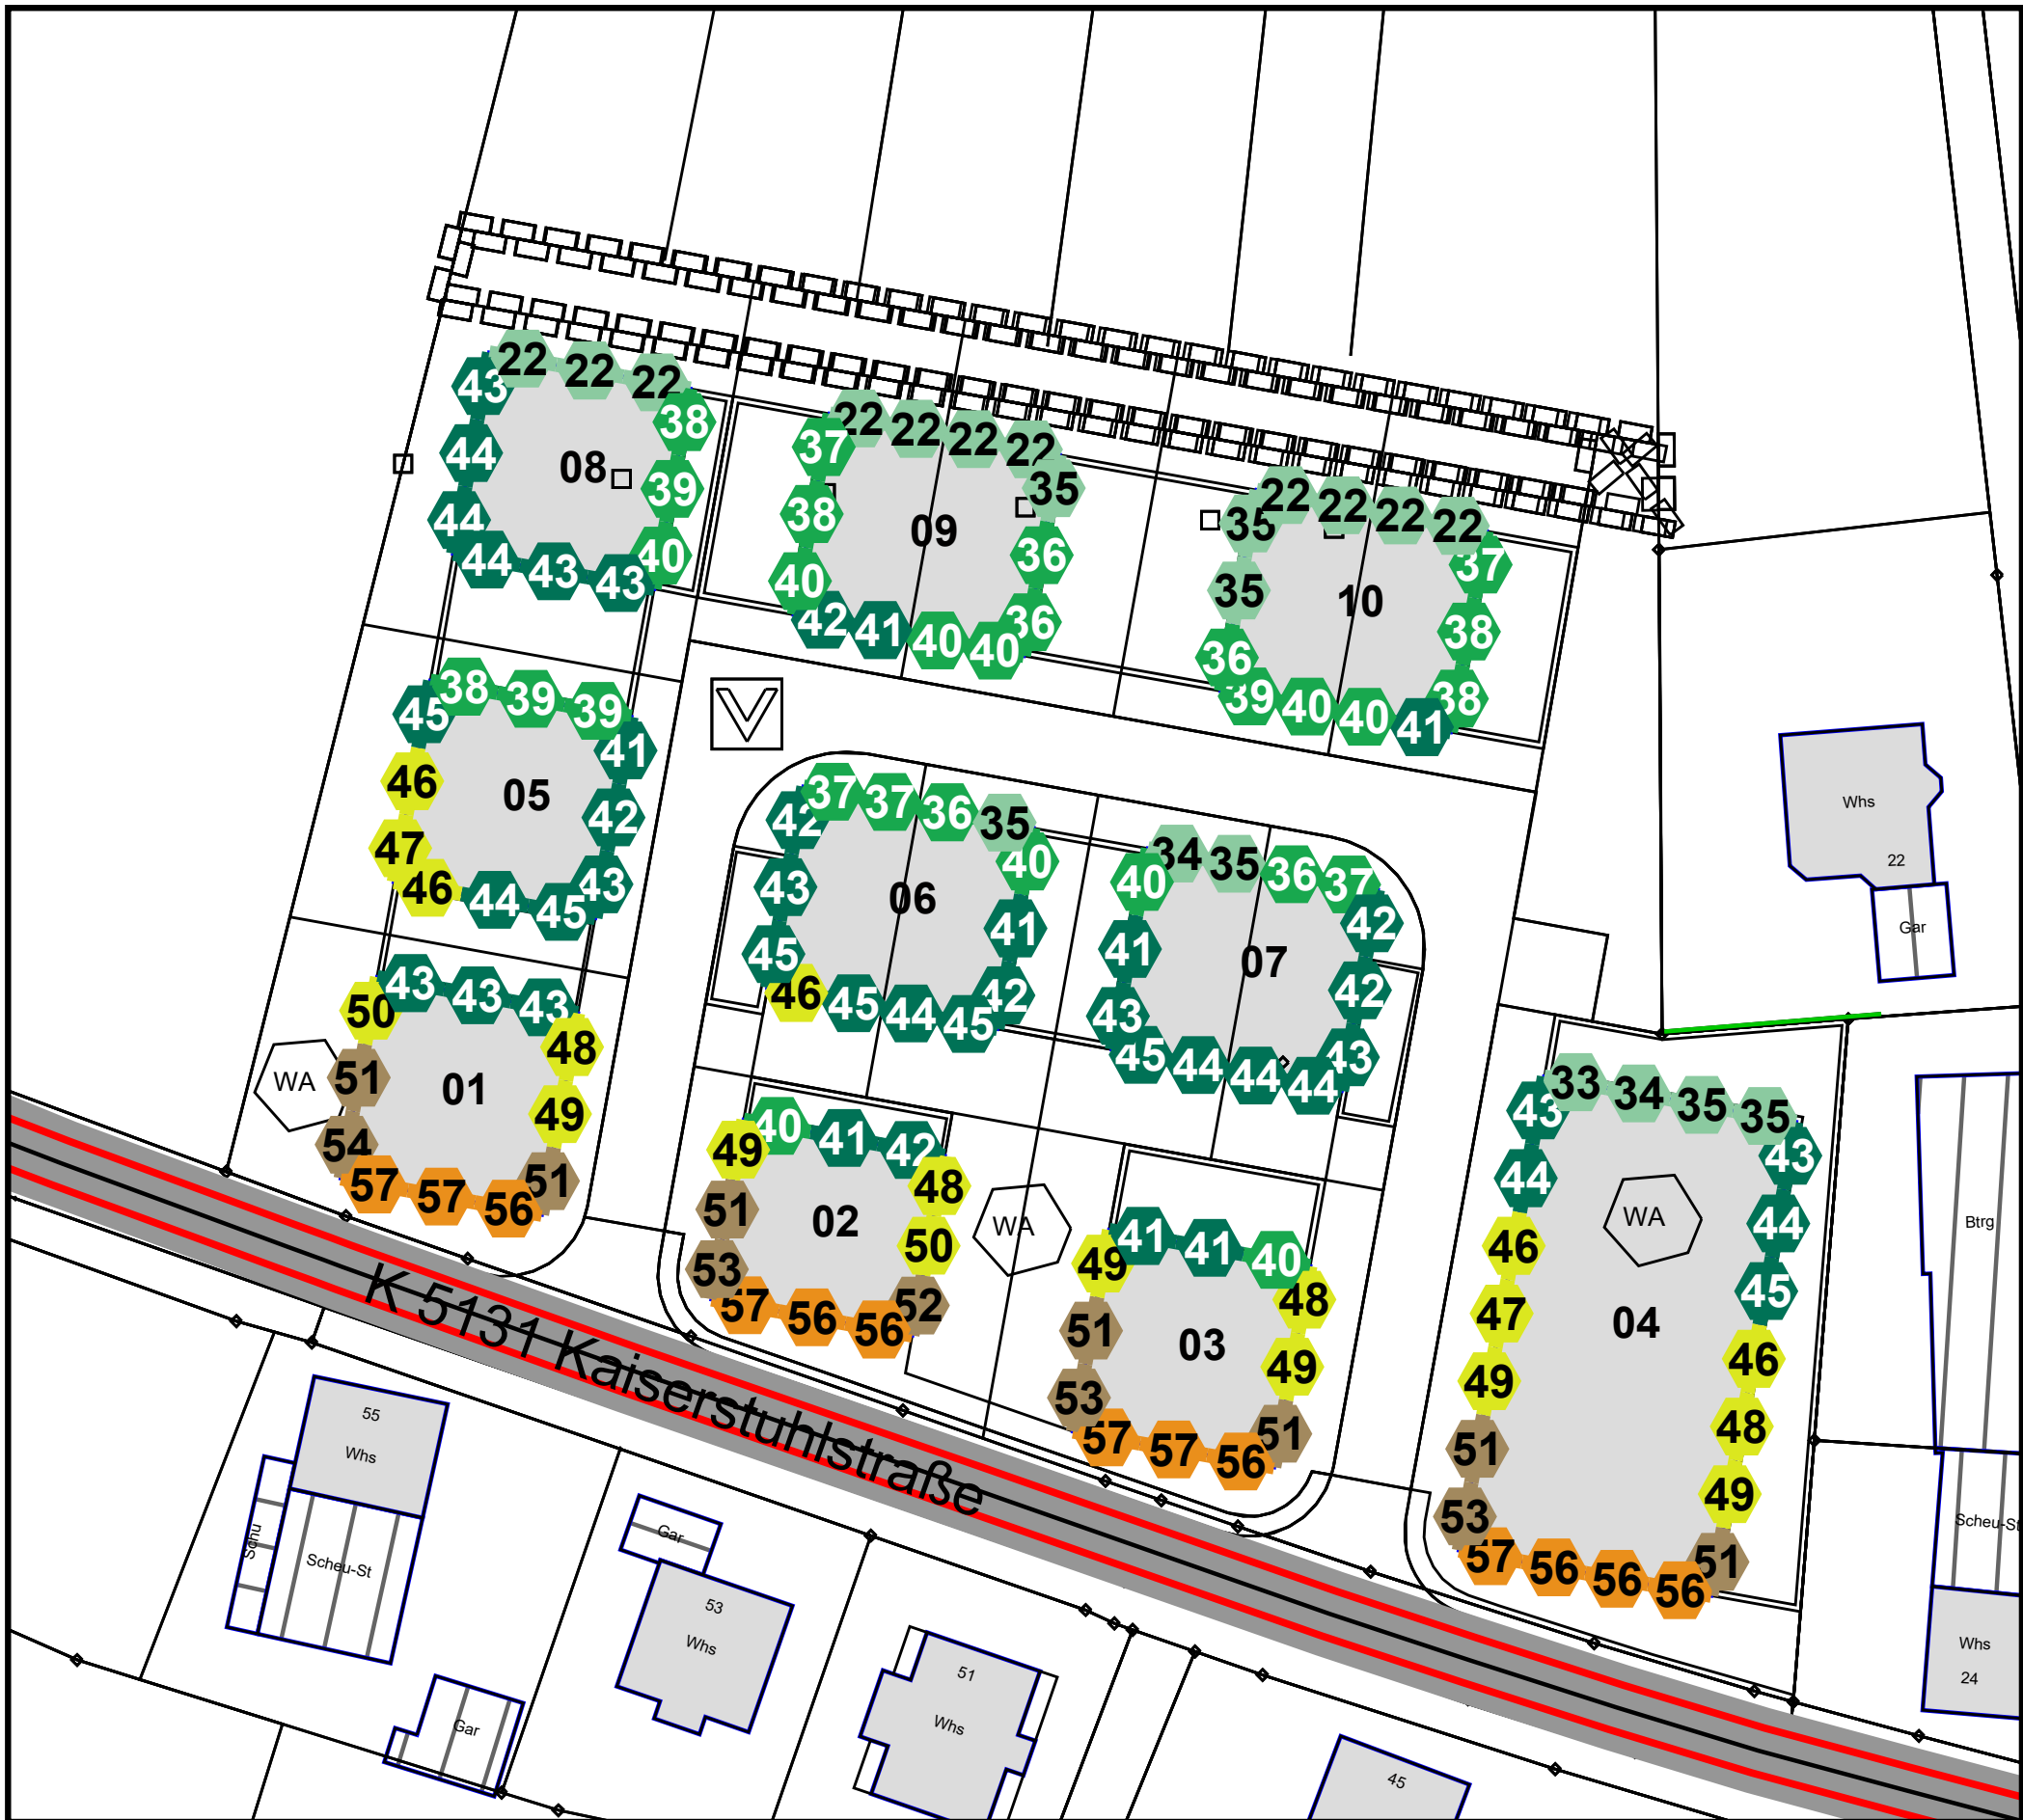 22 22 22
43 38
44 08 39
44 40
44 43 43
22 22 22 22
37 35
38 09 36
40 36
42 41 40 40
22 22 22 22
35 37
35 10 38
36 38
39 40 40 41
38 39 39
45 41
46 05 42
47 43
46 44 45
37 37 36 35
42 40
43 06 41
45 42
46 45 44 45
34 35 36 37
40 42
41 07 42
43 43
45 44 44 44
Whs
22
Gar
43 43 43
50 48
WA 51 01 49
54 51
57 57 56
40 41 42
49 48
51 02 50
53 52
57 56 56
WA
41 41 40
49 48
51 03 49
53 51
57 57 56
33 34 35 35
43 43
44 44
WA
46 45
47 04 46
49 48
51 49
53 51
57 56 56 56
Btrg
Scheu-St
Whs
24
K 5131 Kaiserstuhlstraße
55
Whs
Schu
Scheu-St
Gar
Gar
53
Whs
51
Whs
45